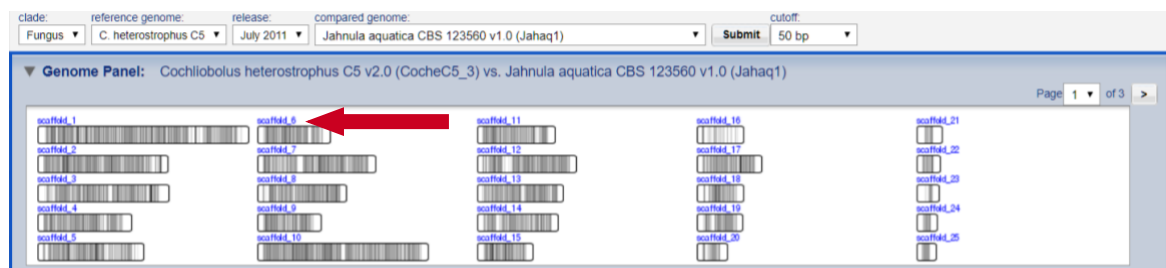 clade: reference genome: release: compared genome: cutoff:
Fungus C. heterostrophus C5 July 2011 Jahnula aquatica CBS 123560 v1.0 (Jahaq1) Submit 50 bp
Genome Panel: Cochliobolus heterostrophus C5 v2.0 (CocheC5_3) vs. Jahnula aquatica CBS 123560 v1.0 (Jahaq1)
Page 1 of 3 >
scaffold_1 scaffold_6 scaffold_11 scaffold_16 scaffold_21
scaffold_2 scaffold_7 scaffold_12 scaffold_17 scaffold_22
scaffold_3 scaffold_8 scaffold_13 scaffold_18 scaffold_23
scaffold_4 scaffold_9 scaffold_14 scaffold_19 scaffold_24
scaffold_5 scaffold_10 scaffold_15 scaffold_20 scaffold_25